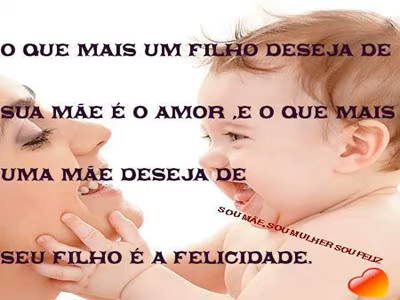 O QUE MAIS UM FILHO DESEJA DE
SUA MÃE É O AMOR ,E O QUE MAIS
UMA MÃE DESEJA DE
SOU MÃE, SOU MULHER SOU FELIZ
SEU FILHO É A FELICIDADE.